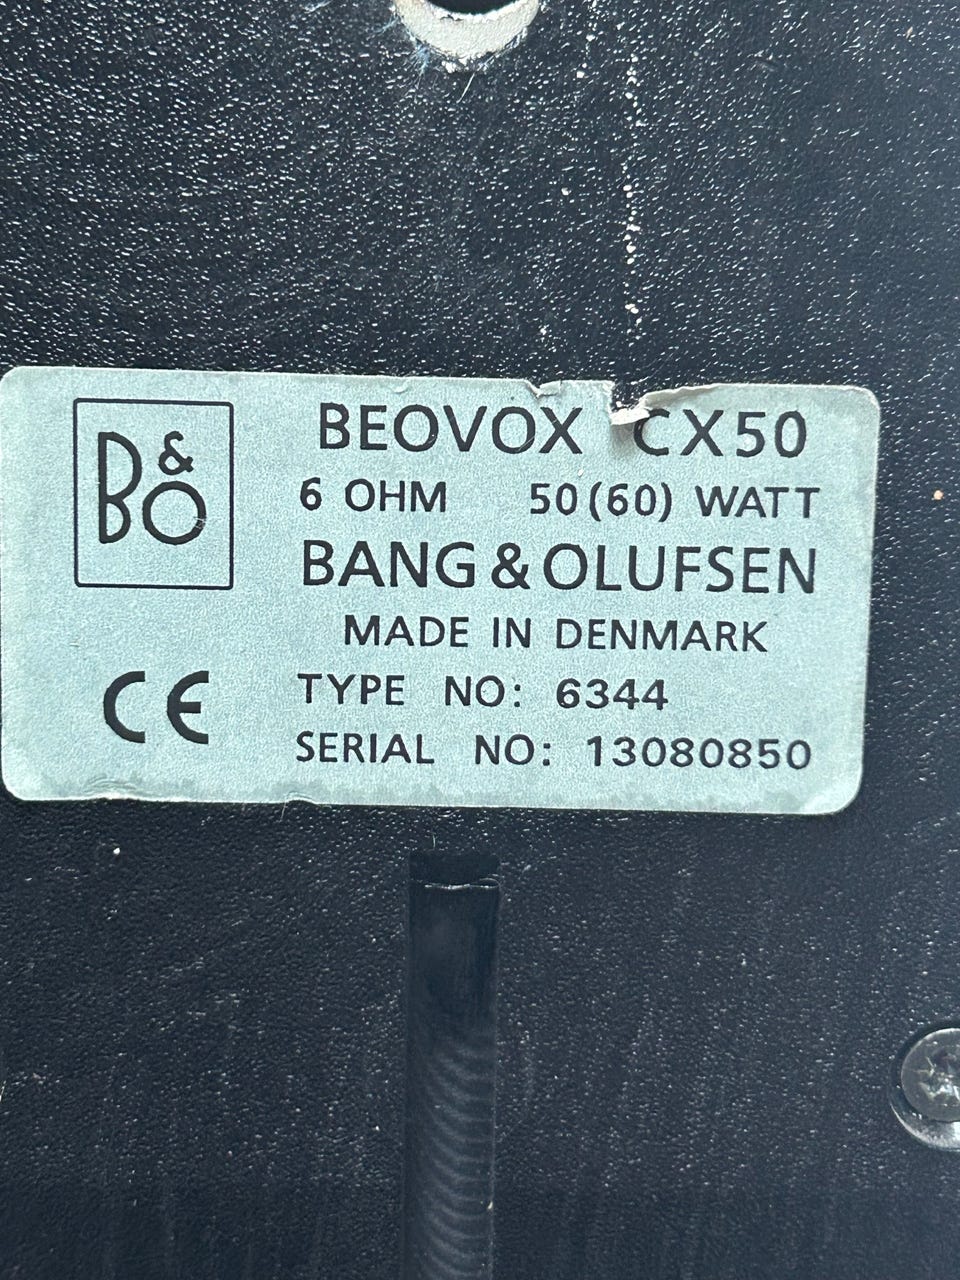 B&O
BEOVOX CX50
6 OHM 50(60) WATT
BANG & OLUFSEN
MADE IN DENMARK
CE TYPE NO: 6344
SERIAL NO: 13080850